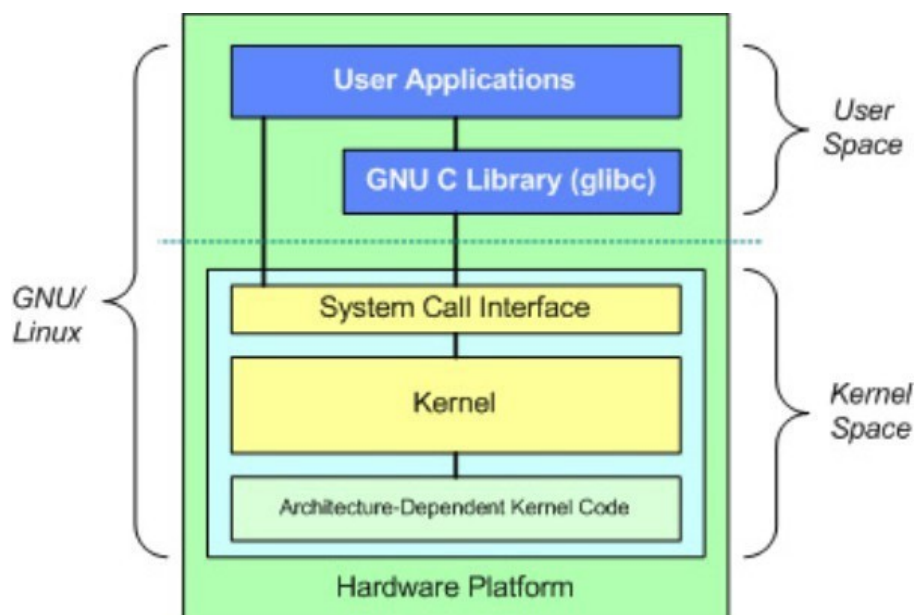 User Applications
User
Space
GNU C Library (glibc)
GNU/
Linux
System Call Interface
Kernel
Kernel
Space
Architecture-Dependent Kernel Code
Hardware Platform